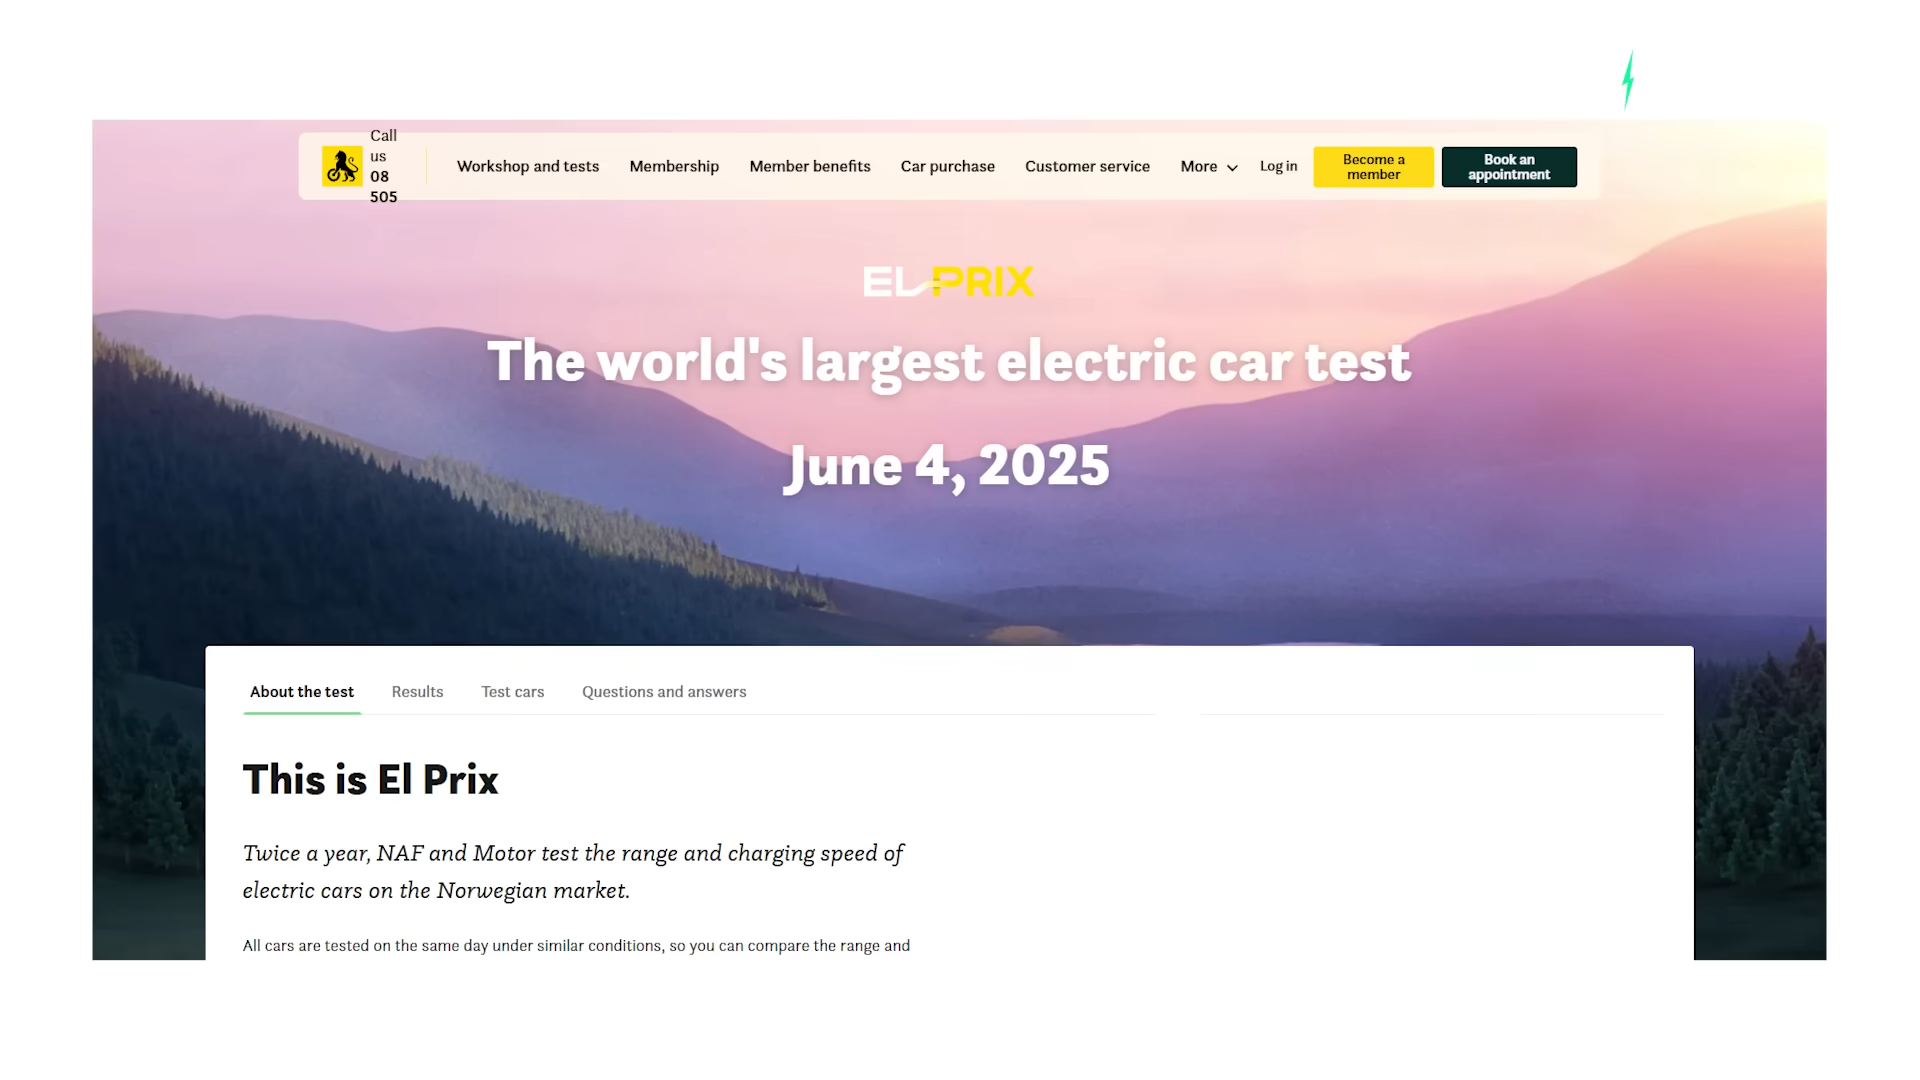 Call
us
08
505
Workshop and tests
Membership
Member benefits
Car purchase
Customer service
More
Log in
Become a
member
Book an
appointment
EL PRIX
The world's largest electric car test
June 4, 2025
About the test
Results
Test cars
Questions and answers
This is El Prix
Twice a year, NAF and Motor test the range and charging speed of
electric cars on the Norwegian market.
All cars are tested on the same day under similar conditions, so you can compare the range and